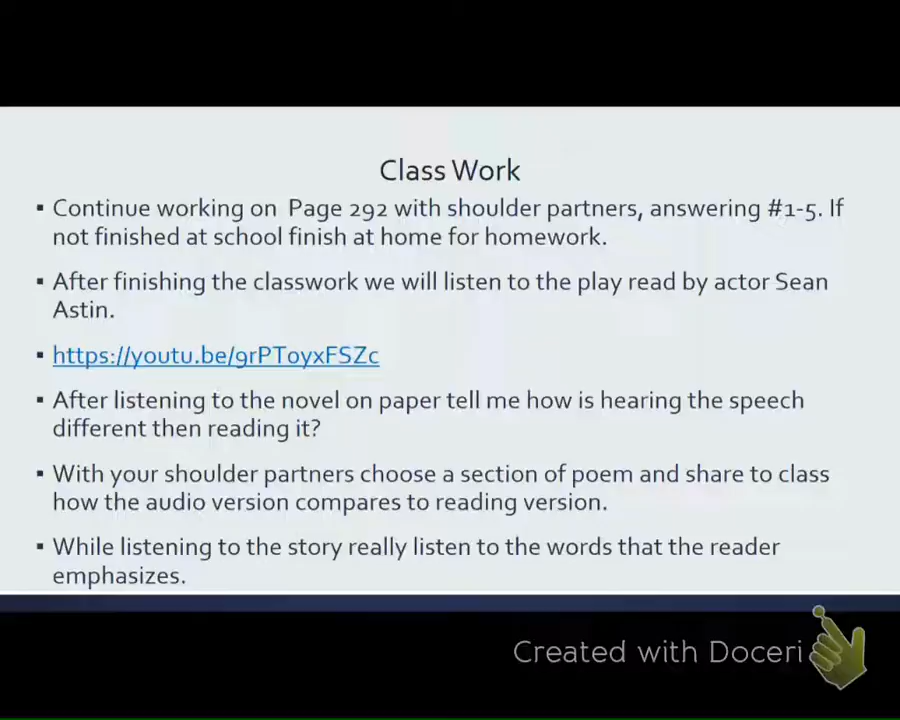 Class Work
▪ Continue working on Page 292 with shoulder partners, answering #1-5. If
not finished at school finish at home for homework.
▪ After finishing the classwork we will listen to the play read by actor Sean
Astin.
▪ https://youtu.be/9rPToyxFSZc
▪ After listening to the novel on paper tell me how is hearing the speech
different then reading it?
▪ With your shoulder partners choose a section of poem and share to class
how the audio version compares to reading version.
▪ While listening to the story really listen to the words that the reader
emphasizes.
Created with Doceri